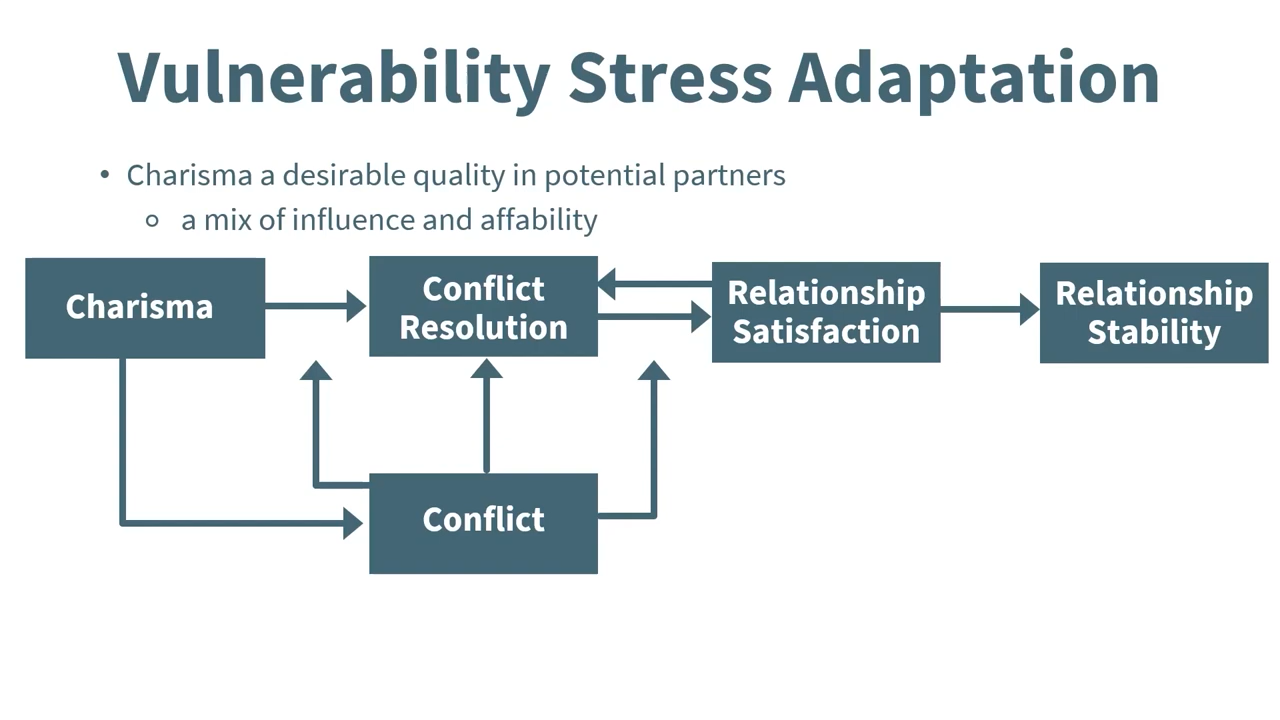 Vulnerability Stress Adaptation
• Charisma a desirable quality in potential partners
○ a mix of influence and affability
Charisma
Conflict
Resolution
Relationship
Satisfaction
Relationship
Stability
Conflict